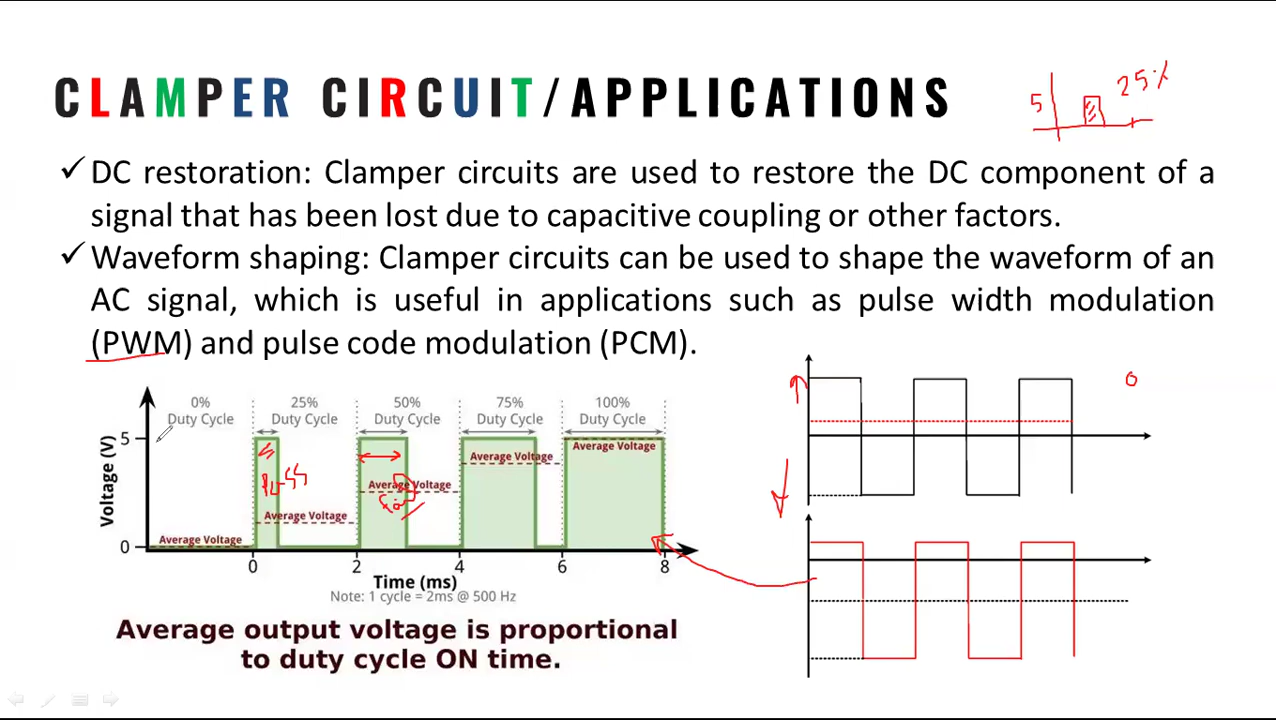 CLAMPER CIRCUIT/APPLICATIONS
5 25%
✓ DC restoration: Clamper circuits are used to restore the DC component of a
signal that has been lost due to capacitive coupling or other factors.
✓ Waveform shaping: Clamper circuits can be used to shape the waveform of an
AC signal, which is useful in applications such as pulse width modulation
(PWM) and pulse code modulation (PCM).
0% 25% 50% 75% 100%
Duty Cycle Duty Cycle Duty Cycle Duty Cycle Duty Cycle
5
Average Voltage
Average Voltage
Average Voltage
Average Voltage
Average Voltage
Voltage (V)
0
0 2 4 6 8
Time (ms)
Note: 1 cycle = 2ms @ 500 Hz
Average output voltage is proportional
to duty cycle ON time.